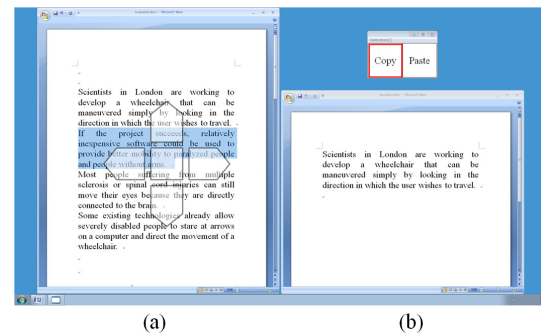 Scientists in London are working to
develop a wheelchair that can be
maneuvered simply by looking in the
direction in which the user wishes to travel.
If the project succeeds, relatively
inexpensive software could be used to
provide better mobility to paralyzed people
and people without arms.
Most people suffering from multiple
sclerosis or spinal cord injuries can still
move their eyes because they are directly
connected to the brain.
Some existing technologies already allow
severely disabled people to stare at arrows
on a computer and direct the movement of a
wheelchair.
Copy Paste
Scientists in London are working to
develop a wheelchair that can be
maneuvered simply by looking in the
direction in which the user wishes to travel.
(a)
(b)